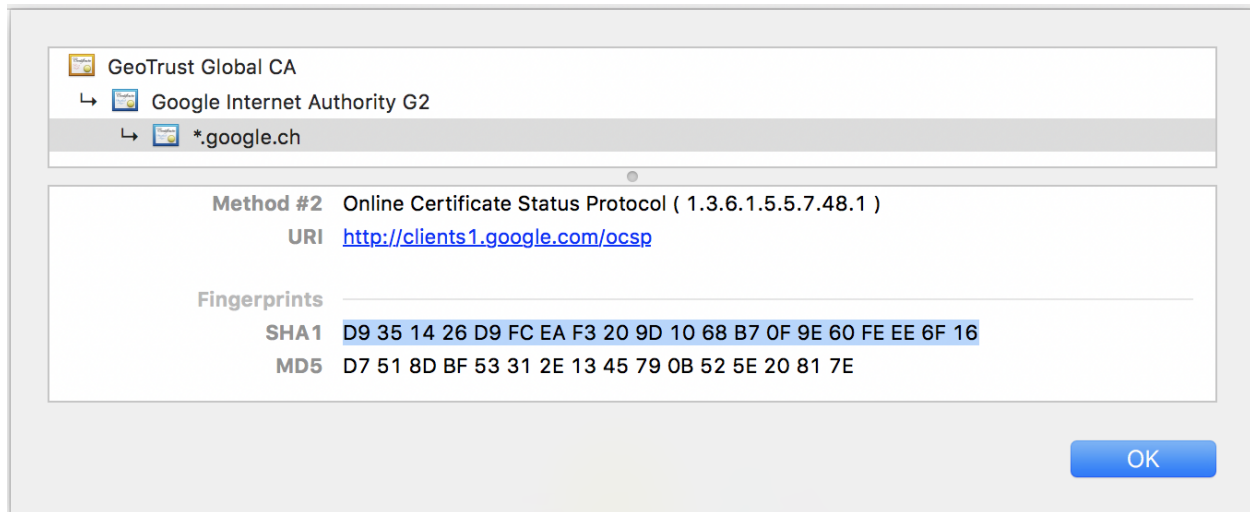 GeoTrust Global CA
↳ Google Internet Authority G2
↳ *.google.ch
Method #2 Online Certificate Status Protocol ( 1.3.6.1.5.5.7.48.1 )
URI http://clients1.google.com/ocsp
Fingerprints
SHA1 D9 35 14 26 D9 FC EA F3 20 9D 10 68 B7 0F 9E 60 FE EE 6F 16
MD5 D7 51 8D BF 53 31 2E 13 45 79 0B 52 5E 20 81 7E
OK